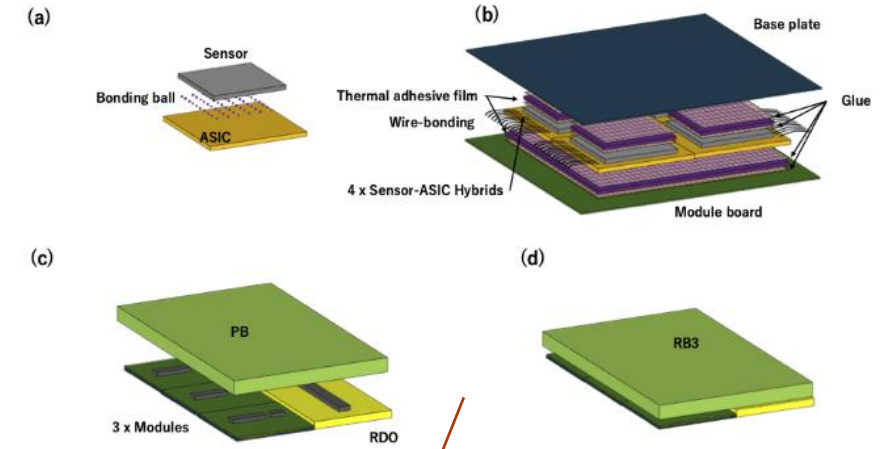 (a)
Sensor
Bonding ball
ASIC
(b)
Base plate
Thermal adhesive film
Wire-bonding
Glue
4 x Sensor-ASIC Hybrids
Module board
(c)
PB
3 x Modules
RDO
(d)
RB3